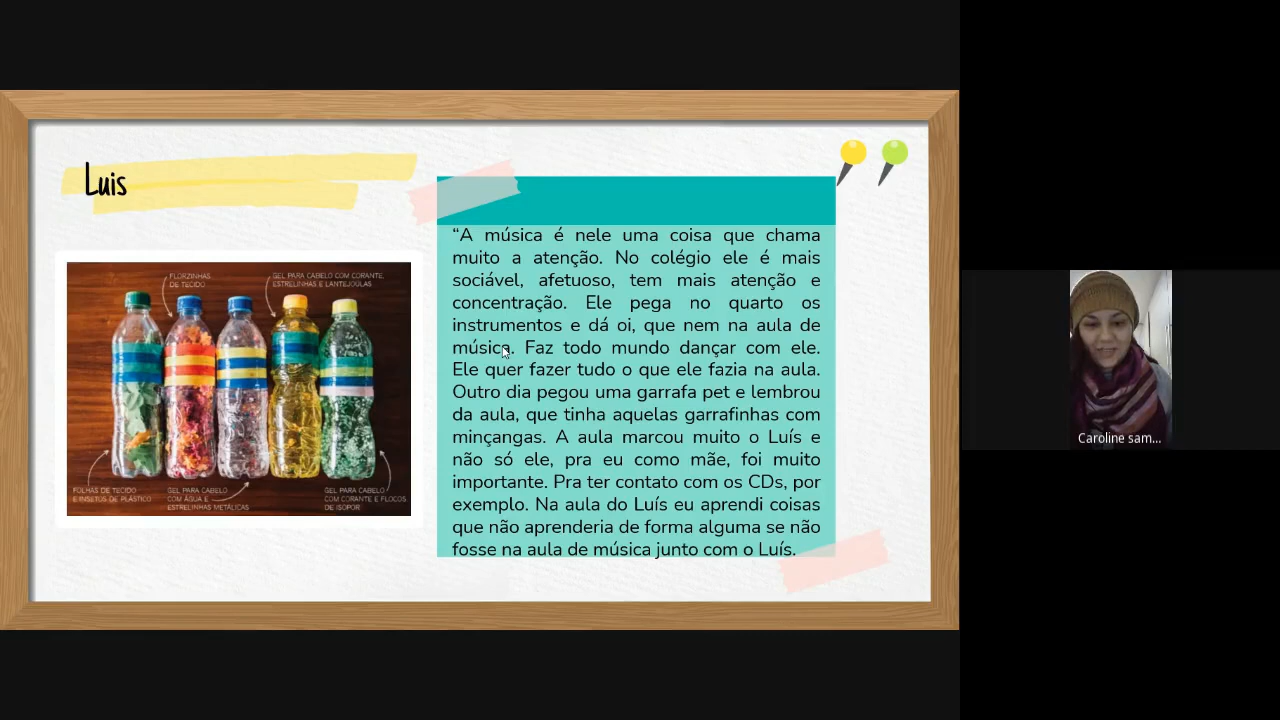 Luis
FLORZINHAS
DE TECIDO
GEL PARA CABELO COM CORANTE,
ESTRELINHAS E LANTEJOULAS
FOLHAS DE TECIDO
E INSETOS DE PLÁSTICO
GEL PARA CABELO
COM ÁGUA E
ESTRELINHAS METÁLICAS
GEL PARA CABELO
COM CORANTE E FLOCOS
DE ISOPOR
“A música é nele uma coisa que chama
muito a atenção. No colégio ele é mais
sociável, afetuoso, tem mais atenção e
concentração. Ele pega no quarto os
instrumentos e dá oi, que nem na aula de
música. Faz todo mundo dançar com ele.
Ele quer fazer tudo o que ele fazia na aula.
Outro dia pegou uma garrafa pet e lembrou
da aula, que tinha aquelas garrafinhas com
minçangas. A aula marcou muito o Luís e
não só ele, pra eu como mãe, foi muito
importante. Pra ter contato com os CDs, por
exemplo. Na aula do Luís eu aprendi coisas
que não aprenderia de forma alguma se não
fosse na aula de música junto com o Luís.
Caroline sam...